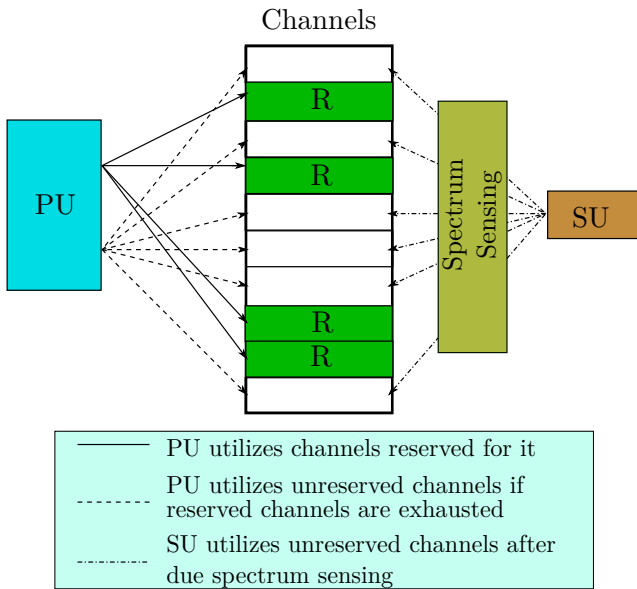 Channels
R
R
PU
Spectrum
Sensing
SU
R
R
PU utilizes channels reserved for it
PU utilizes unreserved channels if
reserved channels are exhausted
SU utilizes unreserved channels after
due spectrum sensing